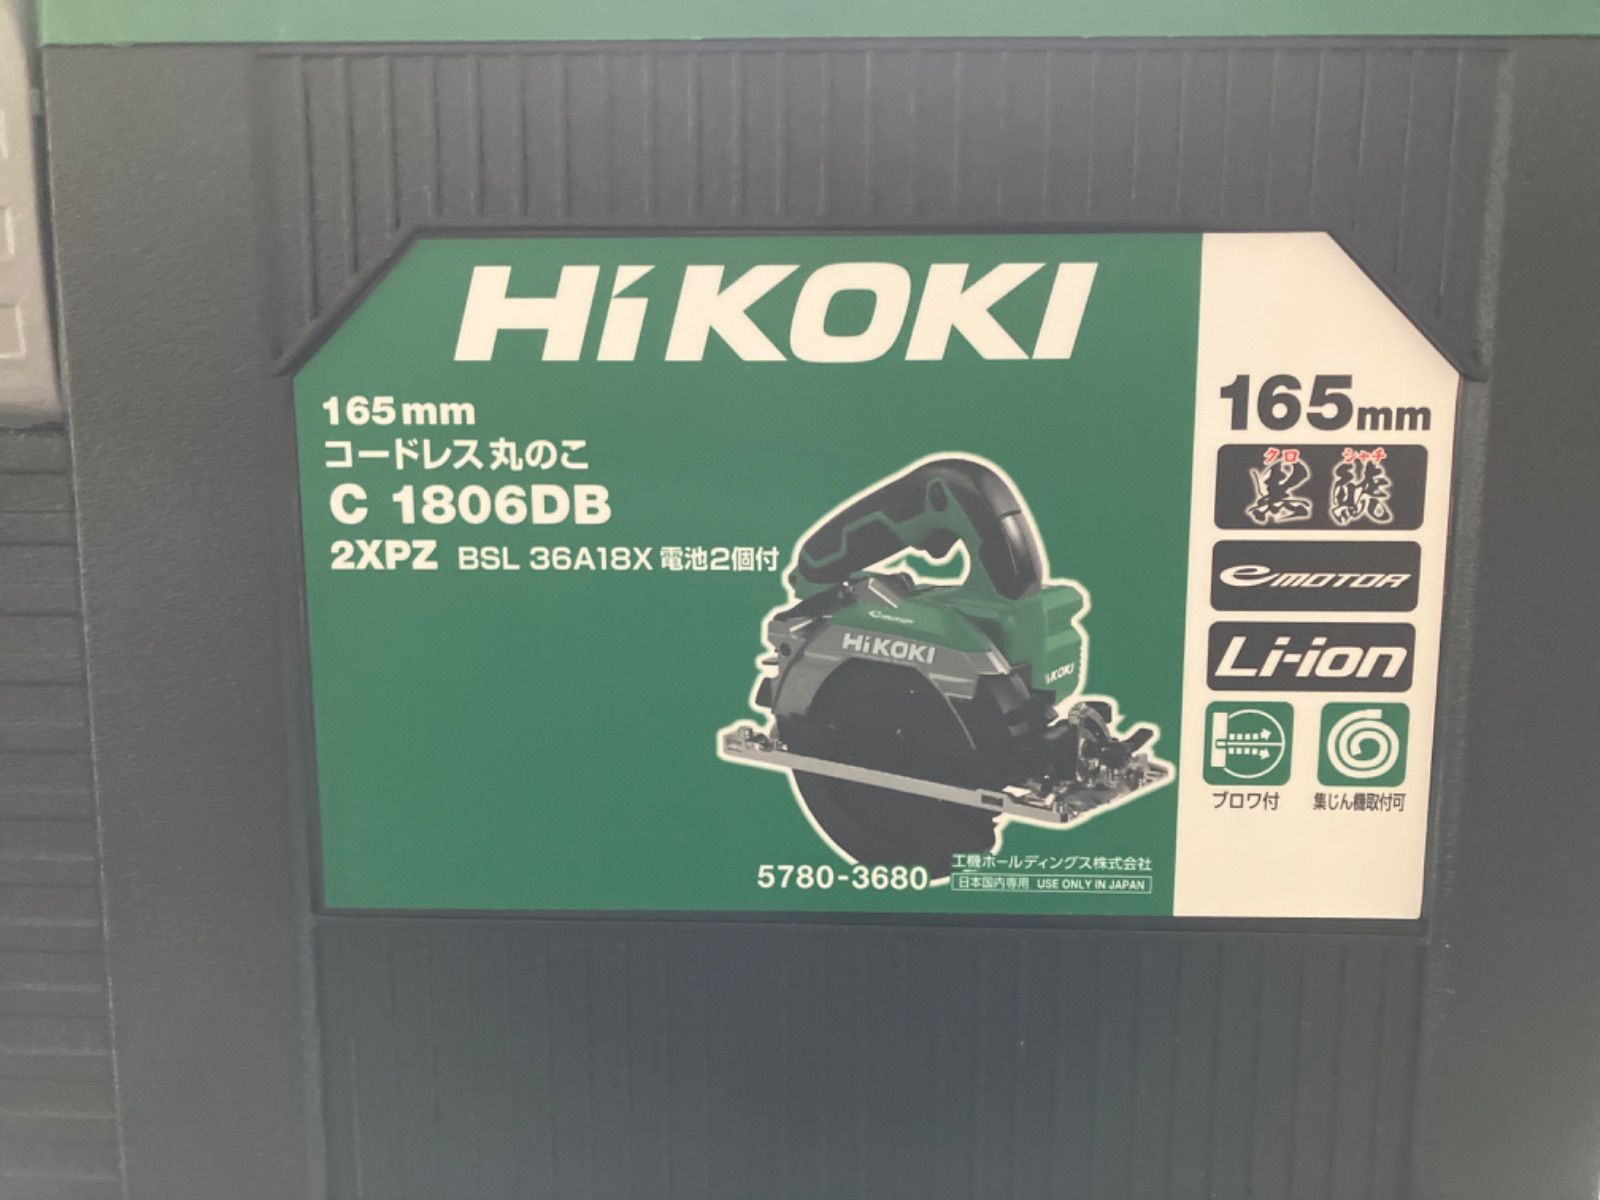 HiKOKI
165mm
コードレス丸のこ
C 1806DB
2XPZ BSL 36A18X 電池2個付
HiKOKI
eMOTOR
HiKOKI
5780-3680
工機ホールディングス株式会社
日本国内専用 USE ONLY IN JAPAN
165mm
クロ シャチ
黒 鯱
eMOTOR
Li-ion
ブロワ付
集じん機取付可